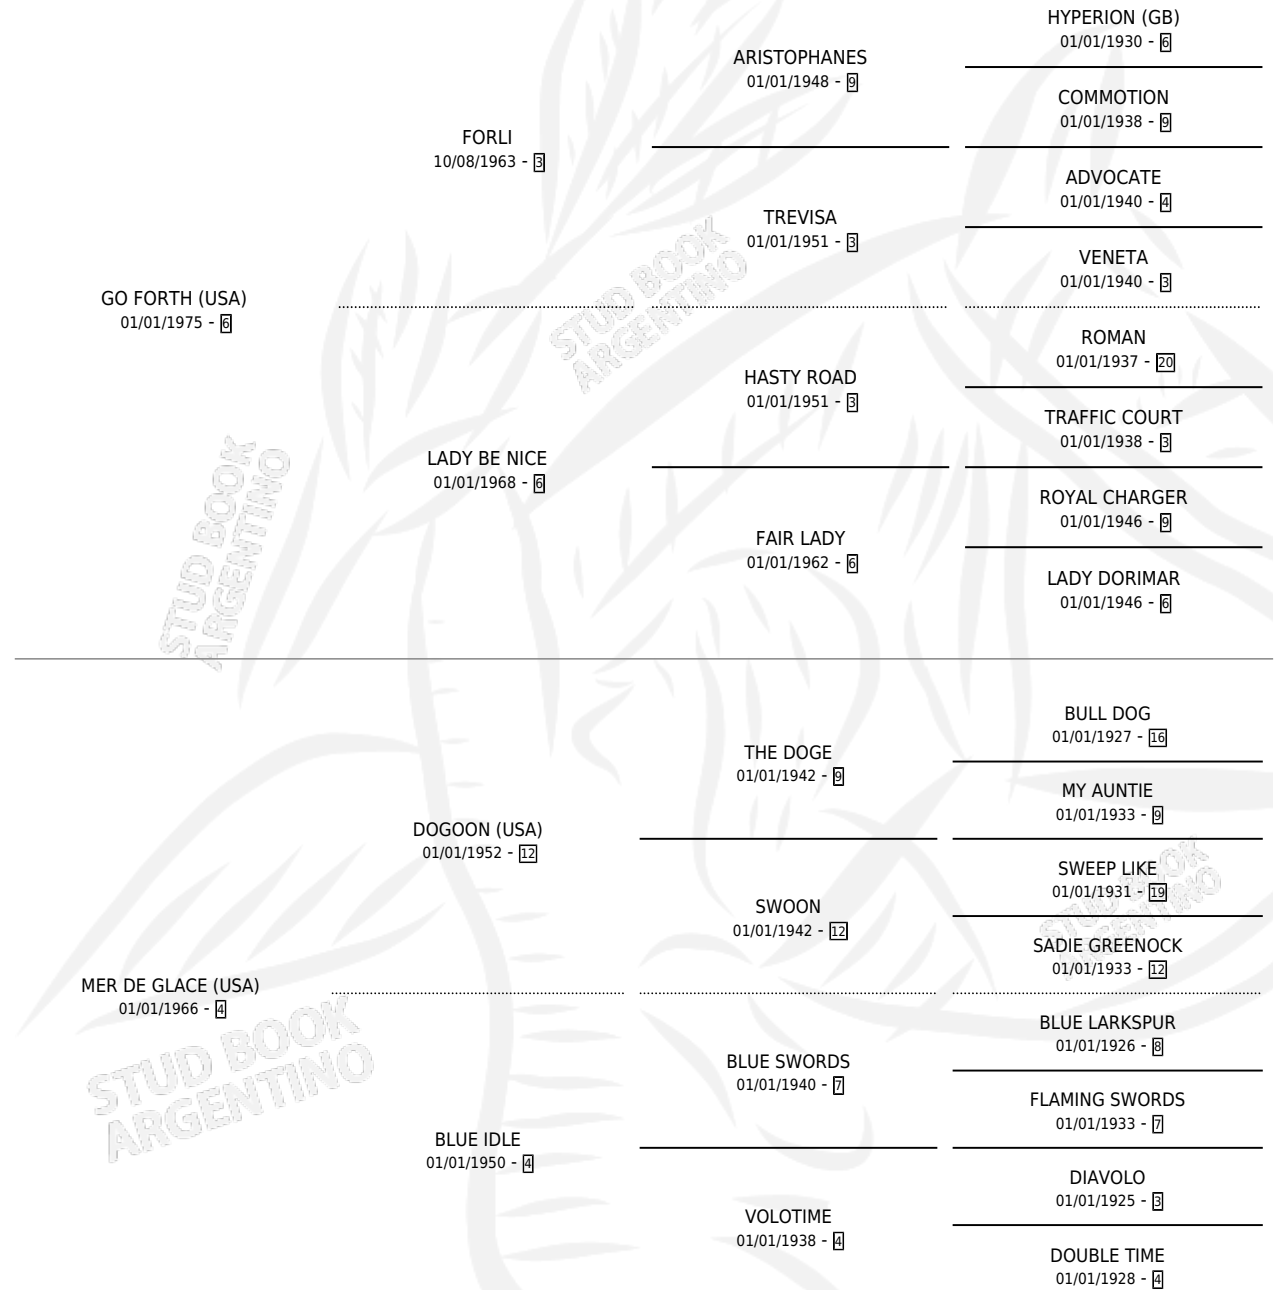 HYPERION (GB)
01/01/1930 - 6
ARISTOPHANES
01/01/1948 - 9
COMMOTION
01/01/1938 - 9
FORLI
10/08/1963 - 3
ADVOCATE
01/01/1940 - 4
TREVISA
01/01/1951 - 3
VENETA
01/01/1940 - 3
GO FORTH (USA)
01/01/1975 - 6
ROMAN
01/01/1937 - 20
HASTY ROAD
01/01/1951 - 3
TRAFFIC COURT
01/01/1938 - 3
LADY BE NICE
01/01/1968 - 6
ROYAL CHARGER
01/01/1946 - 9
FAIR LADY
01/01/1962 - 6
LADY DORIMAR
01/01/1946 - 6
BULL DOG
01/01/1927 - 16
THE DOGE
01/01/1942 - 9
MY AUNTIE
01/01/1933 - 9
DOGOON (USA)
01/01/1952 - 12
SWEEP LIKE
01/01/1931 - 19
SWOON
01/01/1942 - 12
SADIE GREENOCK
01/01/1933 - 12
MER DE GLACE (USA)
01/01/1966 - 4
BLUE LARKSPUR
01/01/1926 - 8
BLUE SWORDS
01/01/1940 - 7
FLAMING SWORDS
01/01/1933 - 7
BLUE IDLE
01/01/1950 - 4
DIAVOLO
01/01/1925 - 3
VOLOTIME
01/01/1938 - 4
DOUBLE TIME
01/01/1928 - 4
STUD BOOK
ARGENTINO
STUD BOOK
ARGENTINO
STUD BOOK
ARGENTINO
STUD BOOK
ARGENTINO